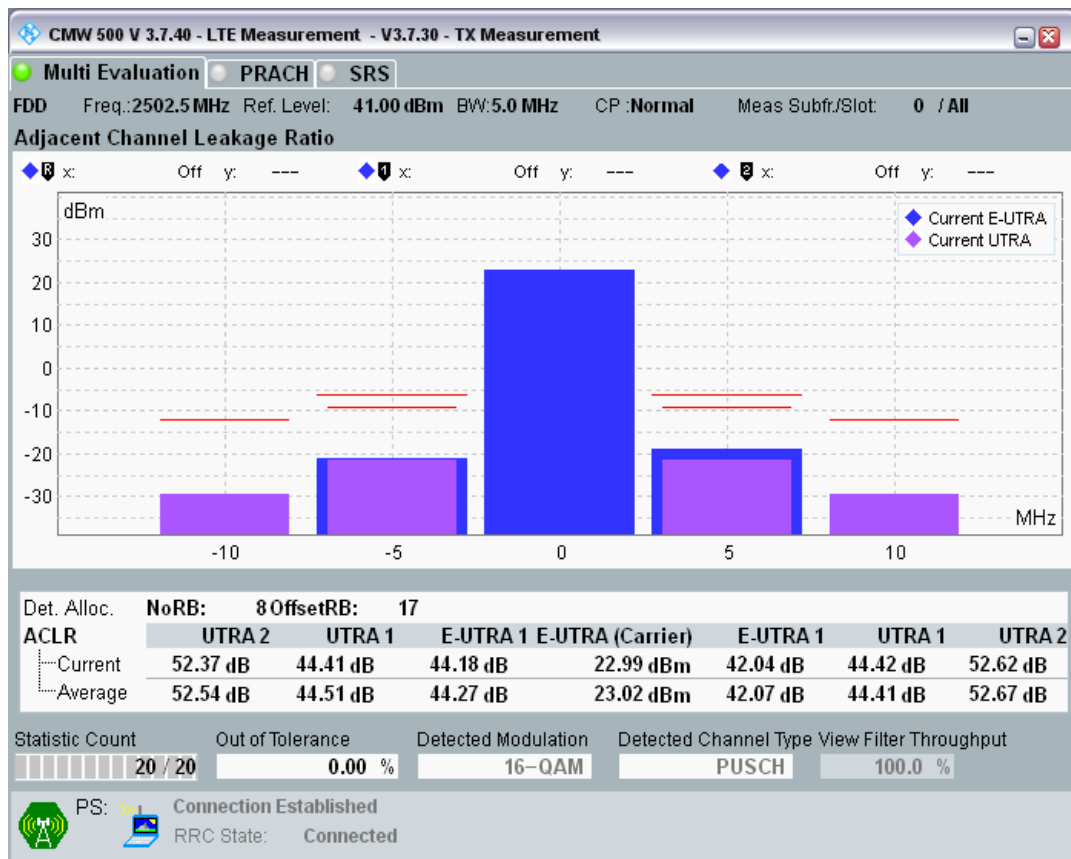 CMW 500 V 3.7.40 - LTE Measurement - V3.7.30 - TX Measurement
Multi Evaluation PRACH SRS
FDD Freq.:2502.5 MHz Ref. Level: 41.00 dBm BW:5.0 MHz CP :Normal Meas Subfr./Slot: 0 / All
Adjacent Channel Leakage Ratio
R x: Off y: --- 1 x: Off y: --- 2 x: Off y: ---
dBm
Current E-UTRA
Current UTRA
30
20
10
0
-10
-20
-30
MHz
-10 -5 0 5 10
Det. Alloc. NoRB: 8 OffsetRB: 17
ACLR UTRA 2 UTRA 1 E-UTRA 1 E-UTRA (Carrier) E-UTRA 1 UTRA 1 UTRA 2
Current 52.37 dB 44.41 dB 44.18 dB 22.99 dBm 42.04 dB 44.42 dB 52.62 dB
Average 52.54 dB 44.51 dB 44.27 dB 23.02 dBm 42.07 dB 44.41 dB 52.67 dB
Statistic Count Out of Tolerance Detected Modulation Detected Channel Type View Filter Throughput
20 / 20 0.00 % 16-QAM PUSCH 100.0 %
PS: Connection Established
RRC State: Connected